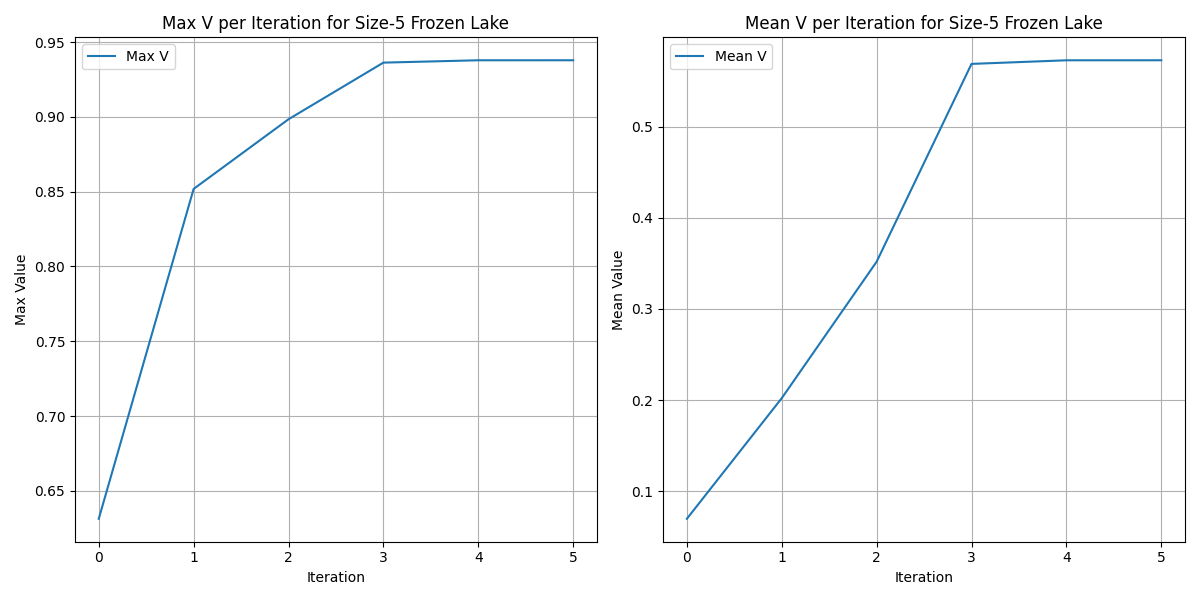 Max V per Iteration for Size-5 Frozen Lake
Max V
0.95
0.90
0.85
0.80
0.75
0.70
0.65
Max Value
0 1 2 3 4 5
Iteration
Mean V per Iteration for Size-5 Frozen Lake
Mean V
0.5
0.4
0.3
0.2
0.1
Mean Value
0 1 2 3 4 5
Iteration